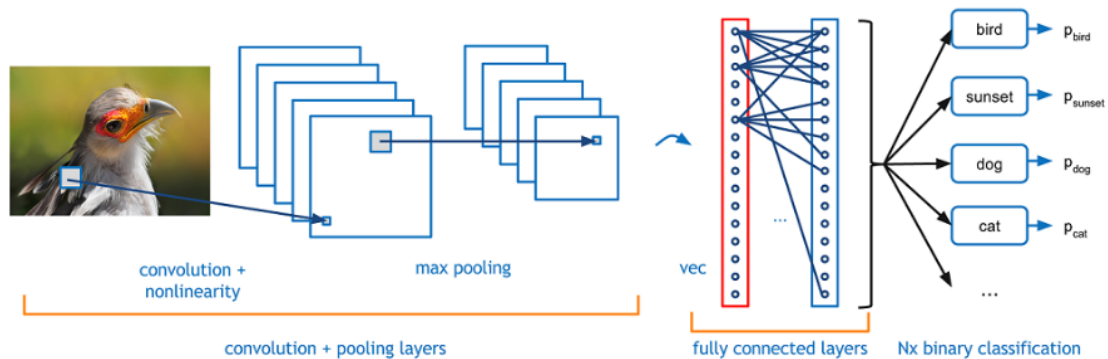 bird
p_bird
sunset
p_sunset
dog
p_dog
cat
p_cat
...
...
convolution +
nonlinearity
max pooling
vec
convolution + pooling layers
fully connected layers
Nx binary classification